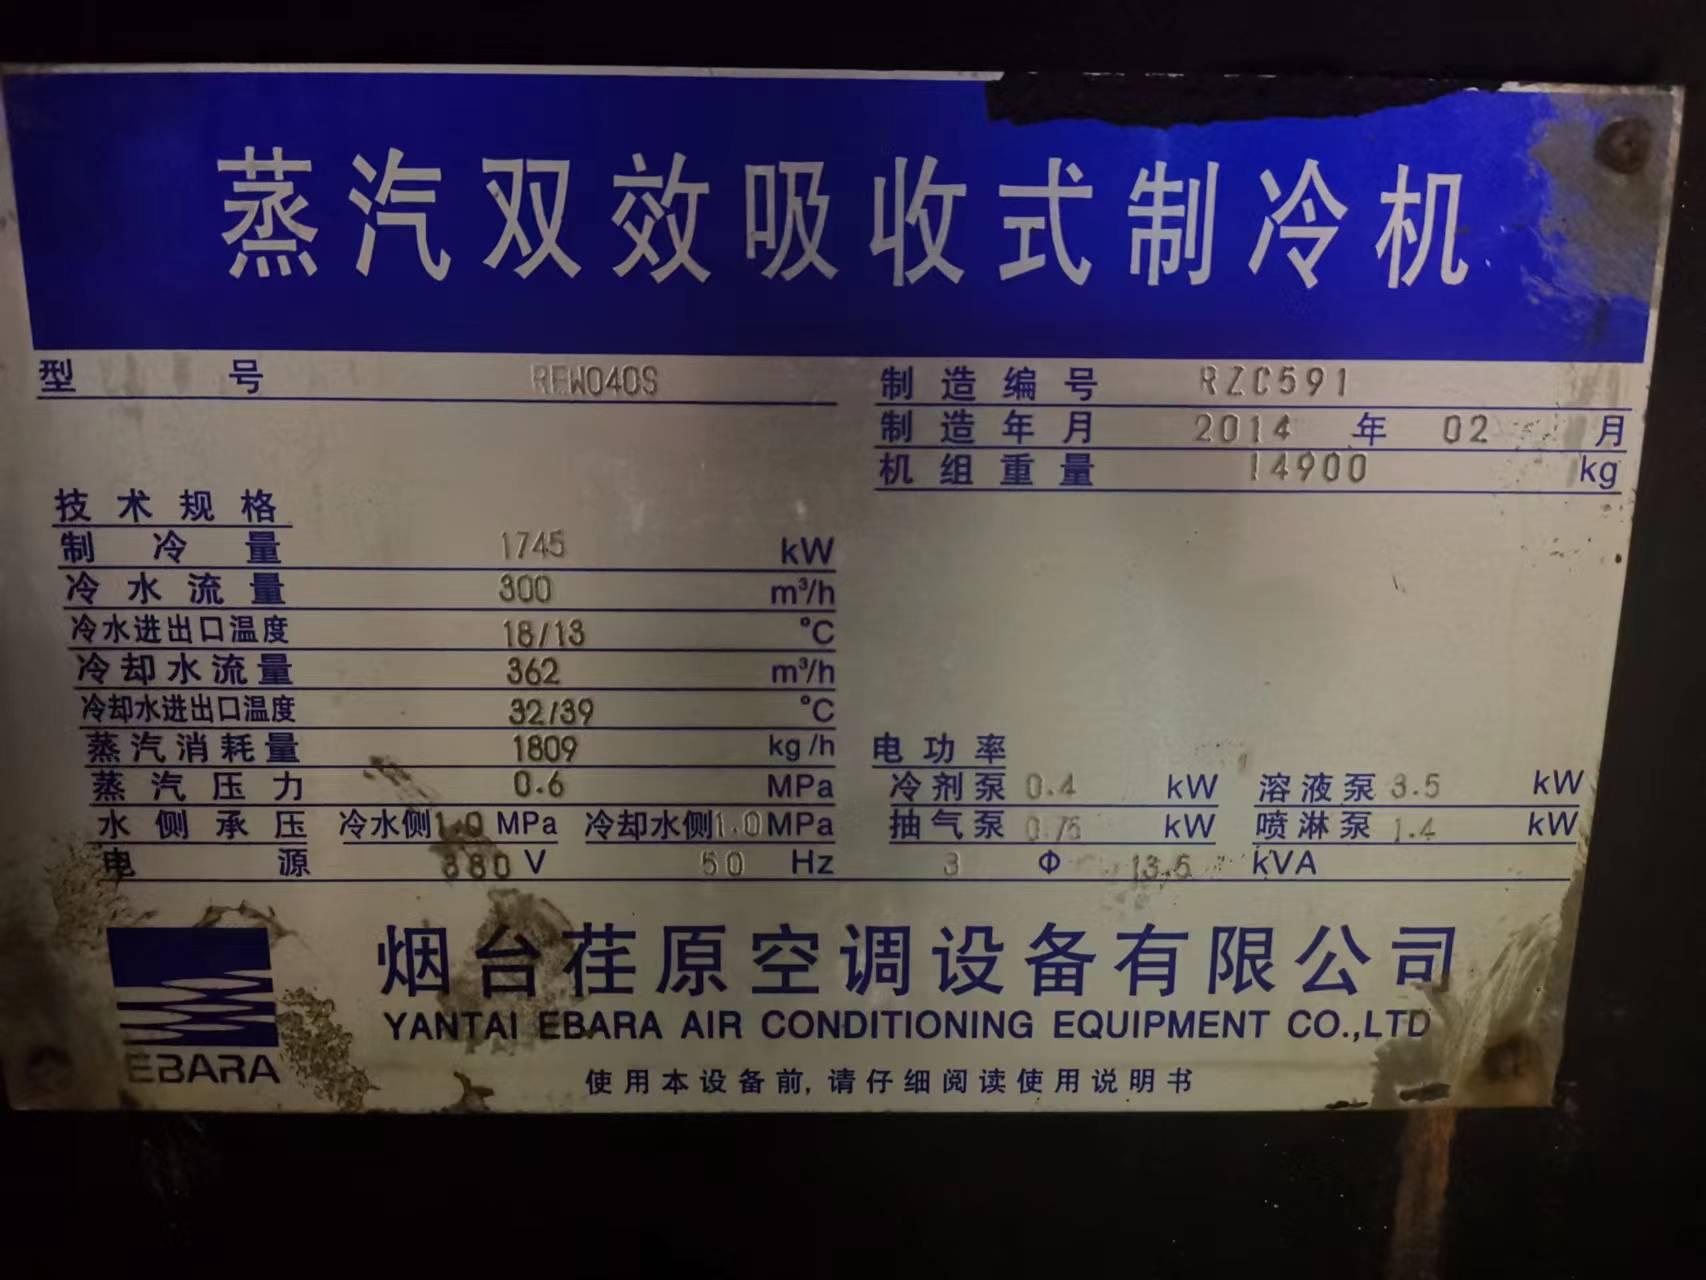 蒸汽双效吸收式制冷机
型号 REW040S
制造编号 RZC591
制造年月 2014 年 02 月
机组重量 14900 kg
技术规格
制冷量 1745 kW
冷水流量 300 m³/h
冷水进出口温度 18/13 °C
冷却水流量 362 m³/h
冷却水进出口温度 32/39 °C
蒸汽消耗量 1809 kg/h
蒸汽压力 0.6 MPa
电功率
冷剂泵 0.4 kW 溶液泵 3.5 kW
水侧承压 冷水侧1.0 MPa 冷却水侧1.0MPa
抽气泵 0.75 kW 喷淋泵 1.4 kW
电源 380 V 50 Hz 3 Φ 13.5 kVA
EBARA
烟台荏原空调设备有限公司
YANTAI EBARA AIR CONDITIONING EQUIPMENT CO.,LTD
使用本设备前,请仔细阅读使用说明书